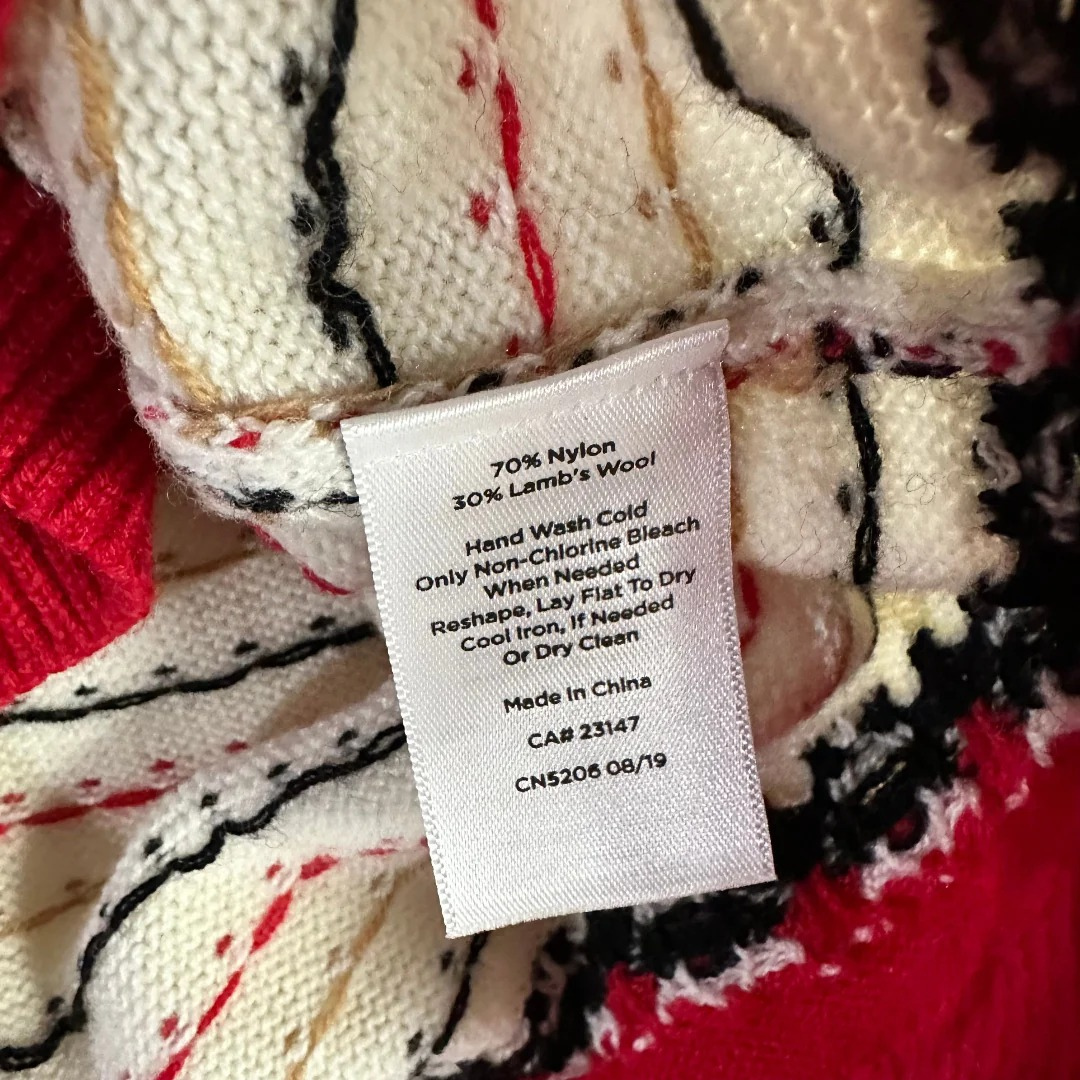 70% Nylon
30% Lamb's Wool
Hand Wash Cold
Only Non-Chlorine Bleach
When Needed
Reshape, Lay Flat To Dry
Cool Iron, If Needed
Or Dry Clean
Made In China
CA# 23147
CN5206 08/19